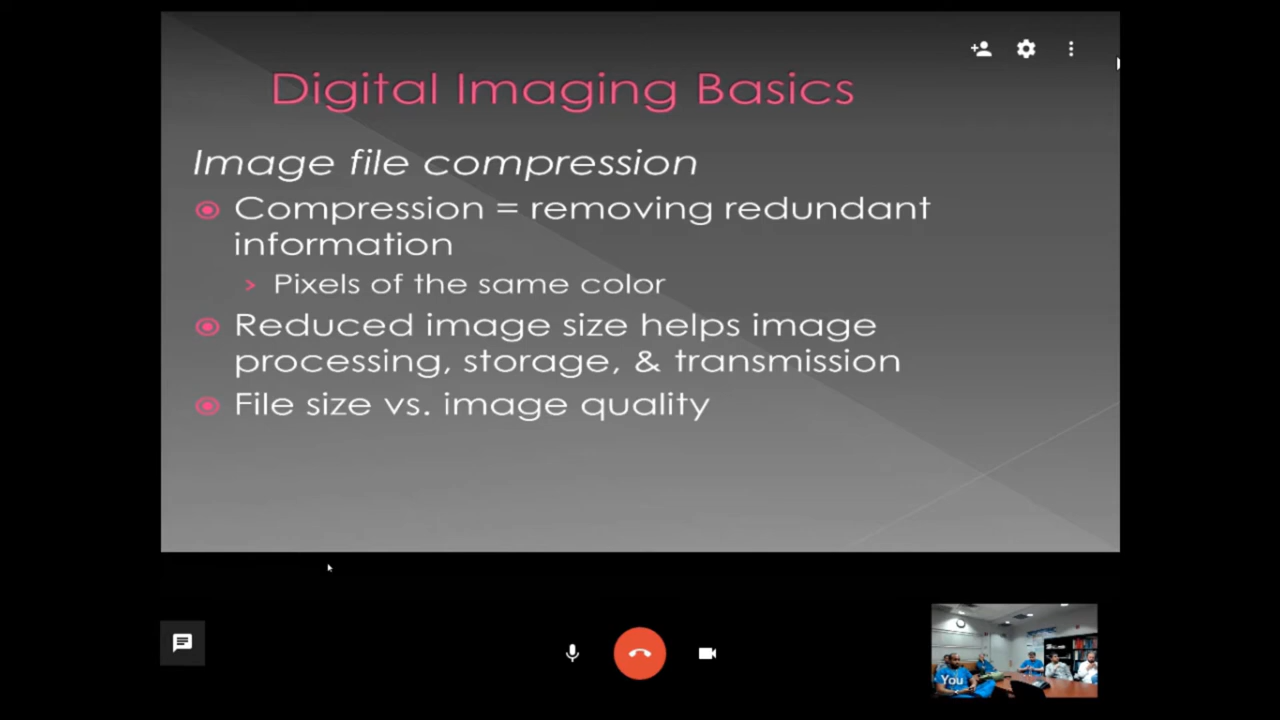 Digital Imaging Basics
Image file compression
Compression = removing redundant
information
Pixels of the same color
Reduced image size helps image
processing, storage, & transmission
File size vs. image quality
You